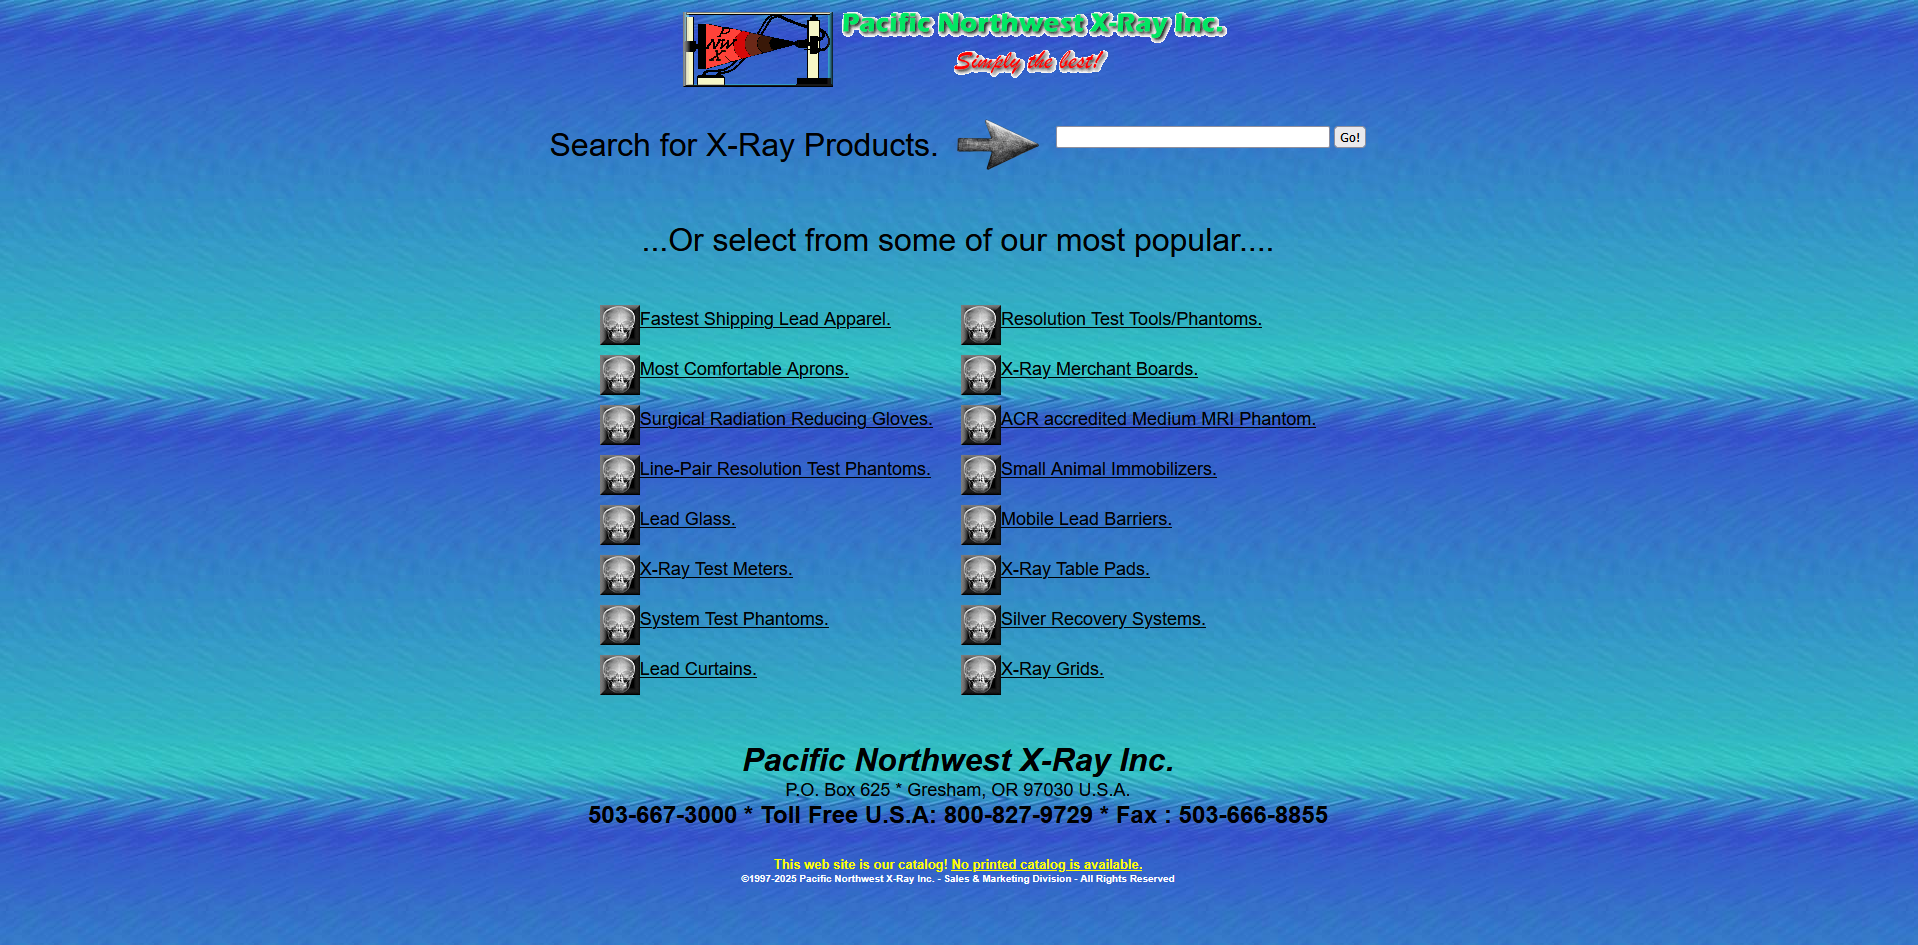 P
NW
X
Pacific Northwest X-Ray Inc.
Simply the best!
Search for X-Ray Products.
Go!
...Or select from some of our most popular....
Fastest Shipping Lead Apparel.
Resolution Test Tools/Phantoms.
Most Comfortable Aprons.
X-Ray Merchant Boards.
Surgical Radiation Reducing Gloves.
ACR accredited Medium MRI Phantom.
Line-Pair Resolution Test Phantoms.
Small Animal Immobilizers.
Lead Glass.
Mobile Lead Barriers.
X-Ray Test Meters.
X-Ray Table Pads.
System Test Phantoms.
Silver Recovery Systems.
Lead Curtains.
X-Ray Grids.
Pacific Northwest X-Ray Inc.
P.O. Box 625 * Gresham, OR 97030 U.S.A.
503-667-3000 * Toll Free U.S.A: 800-827-9729 * Fax : 503-666-8855
This web site is our catalog! No printed catalog is available.
©1997-2025 Pacific Northwest X-Ray Inc. - Sales & Marketing Division - All Rights Reserved